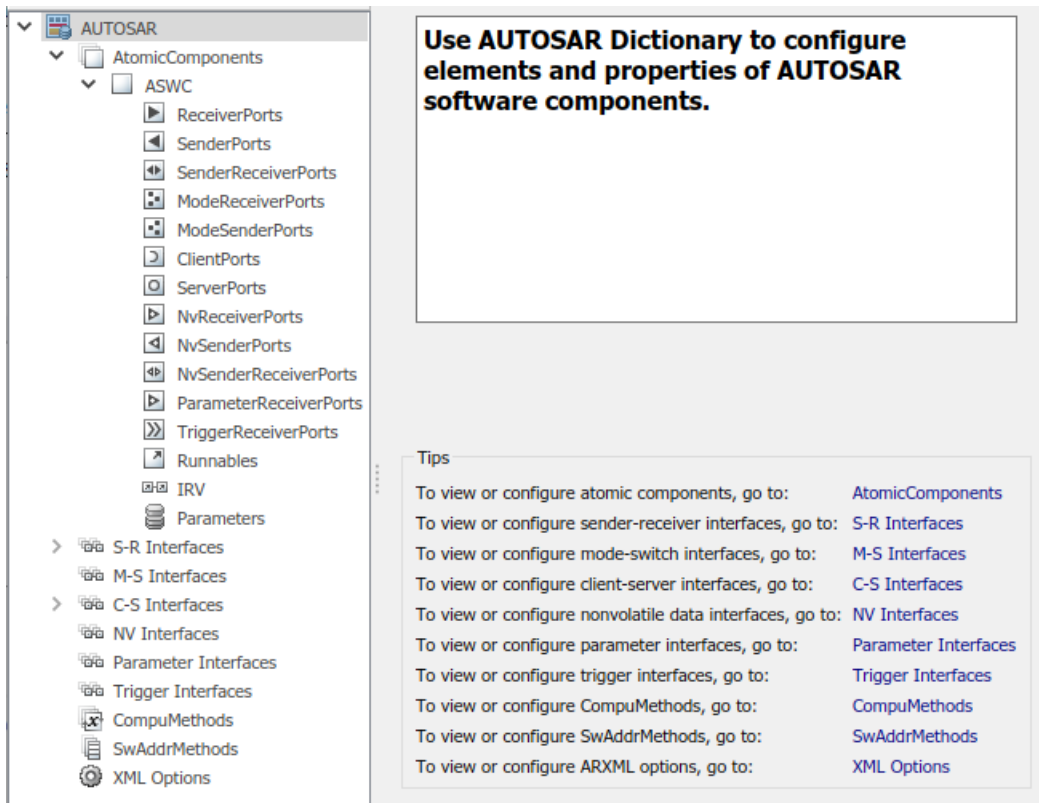 AUTOSAR
AtomicComponents
ASWC
ReceiverPorts
SenderPorts
SenderReceiverPorts
ModeReceiverPorts
ModeSenderPorts
ClientPorts
ServerPorts
NvReceiverPorts
NvSenderPorts
NvSenderReceiverPorts
ParameterReceiverPorts
TriggerReceiverPorts
Runnables
IRV
Parameters
S-R Interfaces
M-S Interfaces
C-S Interfaces
NV Interfaces
Parameter Interfaces
Trigger Interfaces
CompuMethods
SwAddrMethods
XML Options
Use AUTOSAR Dictionary to configure
elements and properties of AUTOSAR
software components.
Tips
To view or configure atomic components, go to: AtomicComponents
To view or configure sender-receiver interfaces, go to: S-R Interfaces
To view or configure mode-switch interfaces, go to: M-S Interfaces
To view or configure client-server interfaces, go to: C-S Interfaces
To view or configure nonvolatile data interfaces, go to: NV Interfaces
To view or configure parameter interfaces, go to: Parameter Interfaces
To view or configure trigger interfaces, go to: Trigger Interfaces
To view or configure CompuMethods, go to: CompuMethods
To view or configure SwAddrMethods, go to: SwAddrMethods
To view or configure ARXML options, go to: XML Options